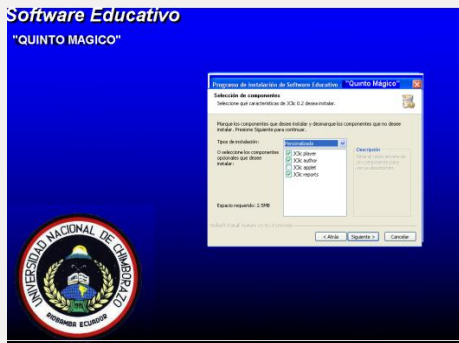 Software Educativo
"QUINTO MAGICO"
Programa de instalación de Software Educativo "Quinto Mágico"
Selección de componentes
Seleccione qué características de JClic 0.2 desea instalar.
Marque los componentes que desee instalar y desmarque los componentes que no desee
instalar. Presione Siguiente para continuar.
Tipos de instalación:
Personalizada
O seleccione los componentes
opcionales que desee
instalar:
JClic player
JClic author
JClic applet
JClic reports
Descripción
Espacio requerido: 2.5MB
< Atrás
Siguiente >
Cancelar
UNIVERSIDAD NACIONAL DE CHIMBORAZO
RIOBAMBA ECUADOR